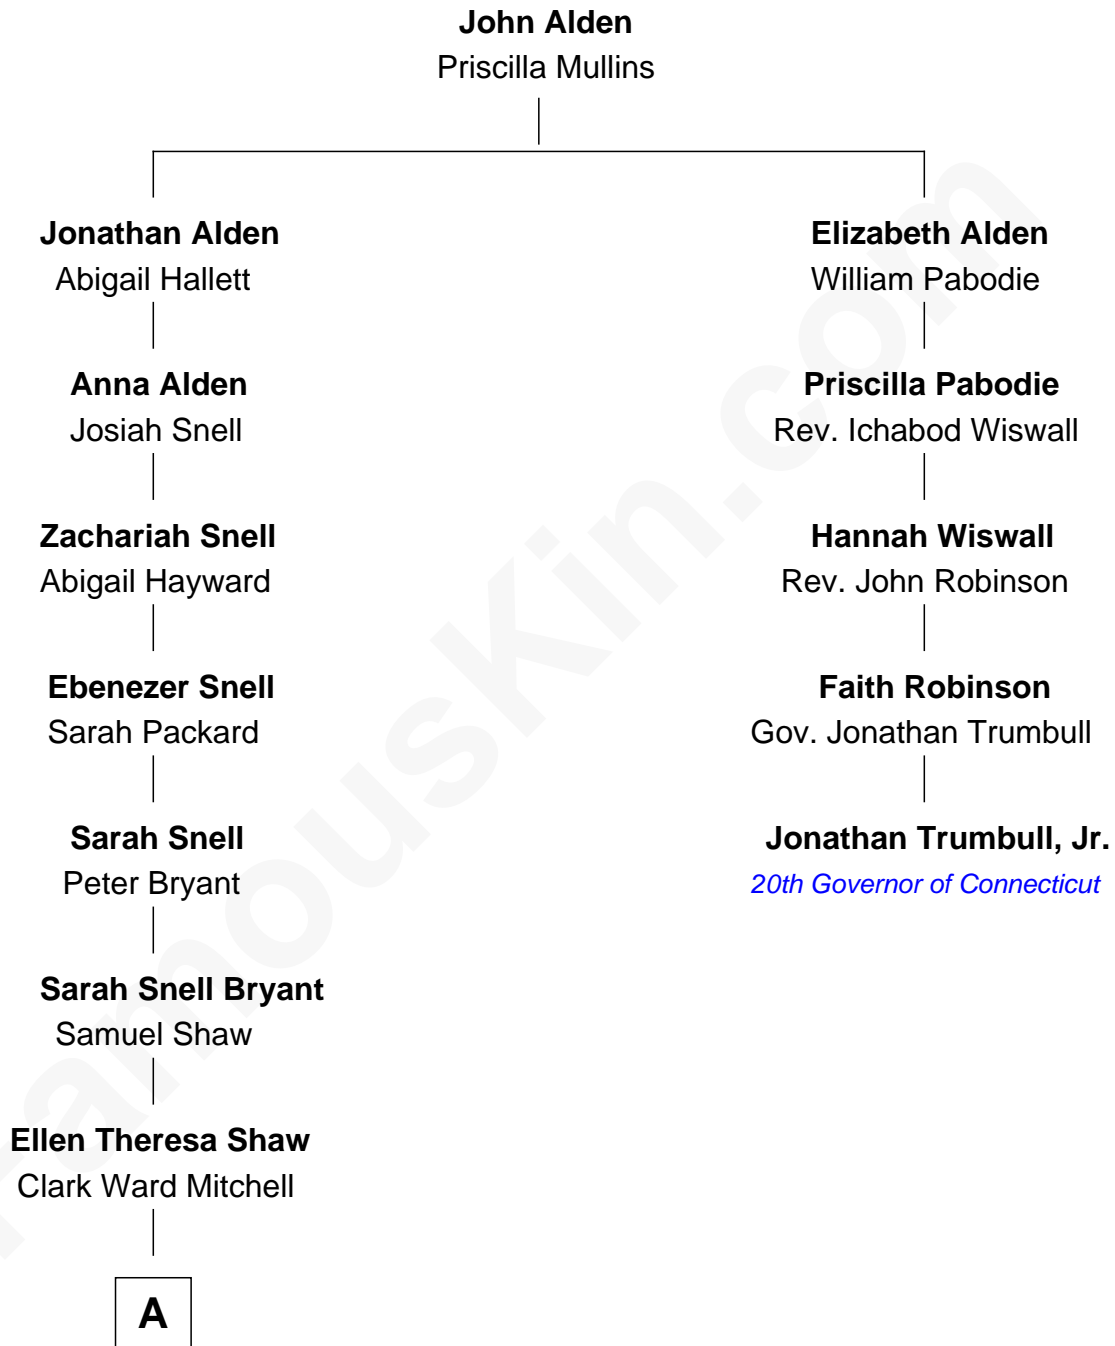 John Alden
Priscilla Mullins
Jonathan Alden
Abigail Hallett
Elizabeth Alden
William Pabodie
Anna Alden
Josiah Snell
Priscilla Pabodie
Rev. Ichabod Wiswall
Zachariah Snell
Abigail Hayward
Hannah Wiswall
Rev. John Robinson
Ebenezer Snell
Sarah Packard
Faith Robinson
Gov. Jonathan Trumbull
Sarah Snell
Peter Bryant
Jonathan Trumbull, Jr.
20th Governor of Connecticut
Sarah Snell Bryant
Samuel Shaw
Ellen Theresa Shaw
Clark Ward Mitchell
A
FamousKin.com